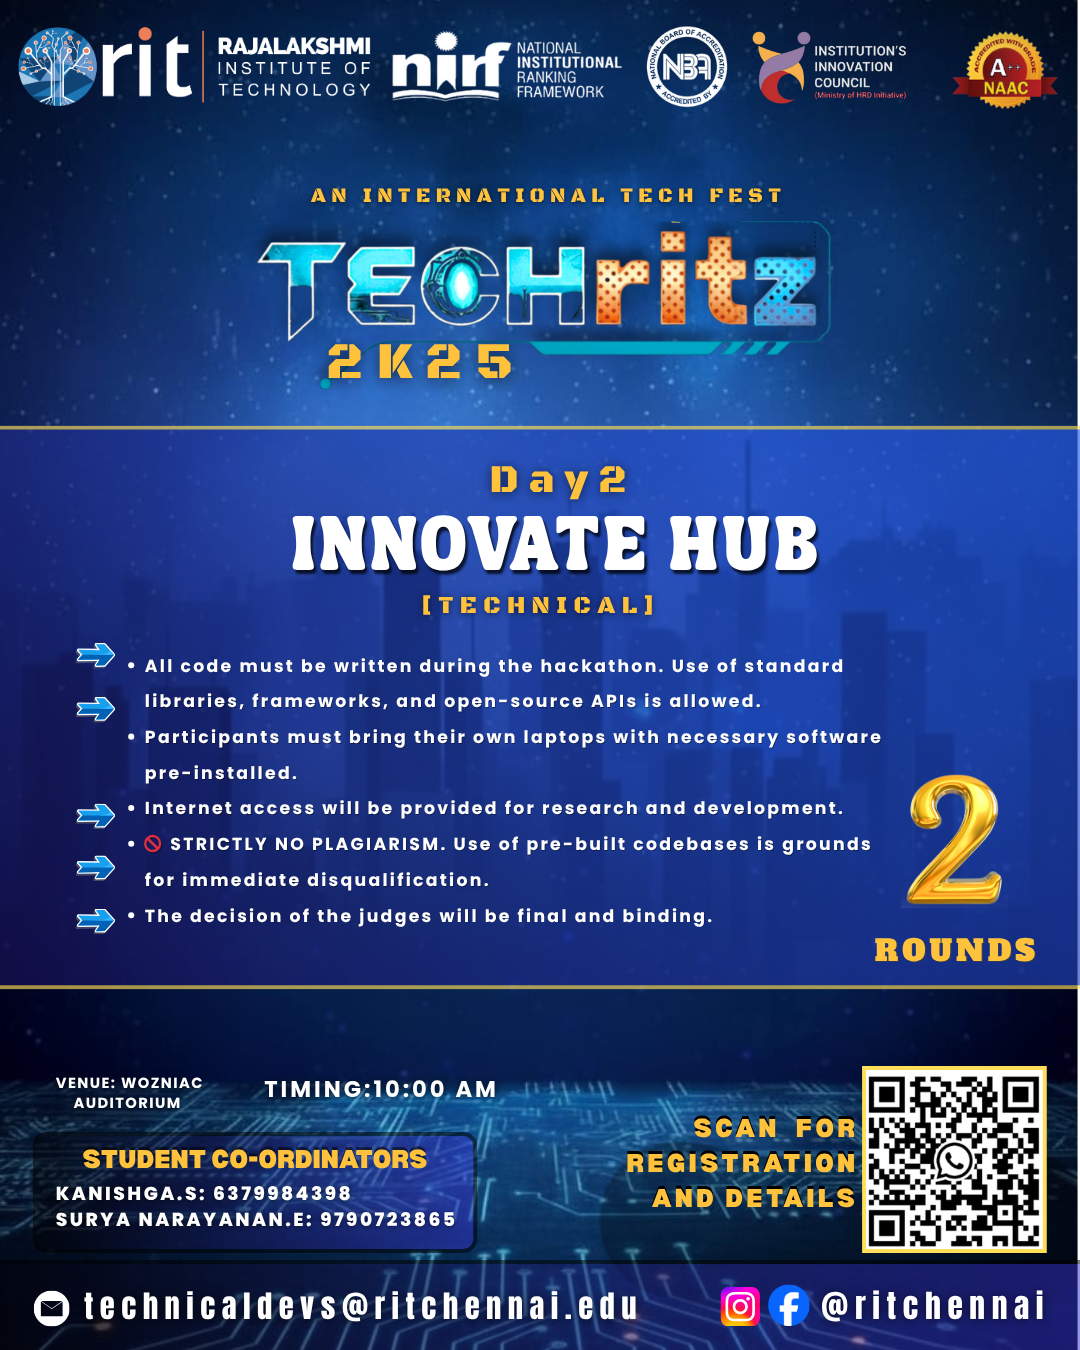 rit
RAJALAKSHMI
INSTITUTE OF
TECHNOLOGY
nirf
NATIONAL
INSTITUTIONAL
RANKING
FRAMEWORK
NATIONAL BOARD OF ACCREDITATION
NBA
ACCREDITED BY
INSTITUTION'S
INNOVATION
COUNCIL
(Ministry of HRD Initiative)
ACCREDITED WITH GRADE
A++
NAAC
AN INTERNATIONAL TECH FEST
TECHritz
2K25
Day2
INNOVATE HUB
[TECHNICAL]
• All code must be written during the hackathon. Use of standard
libraries, frameworks, and open-source APIs is allowed.
• Participants must bring their own laptops with necessary software
pre-installed.
• Internet access will be provided for research and development.
• 🚫 STRICTLY NO PLAGIARISM. Use of pre-built codebases is grounds
for immediate disqualification.
• The decision of the judges will be final and binding.
2
ROUNDS
VENUE: WOZNIAC
AUDITORIUM
TIMING:10:00 AM
STUDENT CO-ORDINATORS
KANISHGA.S: 6379984398
SURYA NARAYANAN.E: 9790723865
SCAN FOR
REGISTRATION
AND DETAILS
technicaldevs@ritchennai.edu
@ritchennai